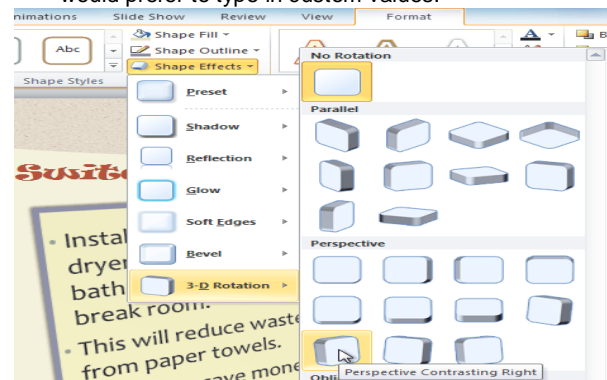 would prefer to type in custom values.
nimations Slide Show Review View Format
Abc
Shape Fill
Shape Outline
Shape Effects
A
Shape Styles
No Rotation
Preset
Parallel
Shadow
Reflection
Glow
Soft Edges
Bevel
3-D Rotation
Perspective
Perspective Contrasting Right
Switc
• Instal
dryer
bath
break room.
• This will reduce waste
from paper towels.
ave mone